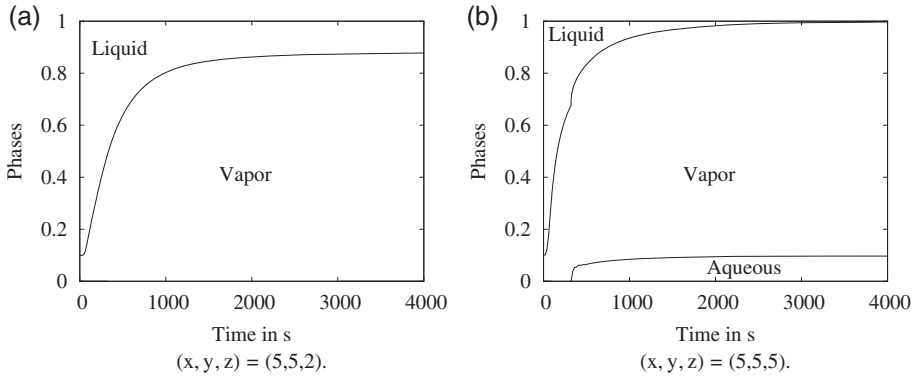 (a)
1
0.8
0.6
0.4
0.2
0
Phases
Liquid
Vapor
0 1000 2000 3000 4000
Time in s
(x, y, z) = (5,5,2).
(b)
1
0.8
0.6
0.4
0.2
0
Phases
Liquid
Vapor
Aqueous
0 1000 2000 3000 4000
Time in s
(x, y, z) = (5,5,5).